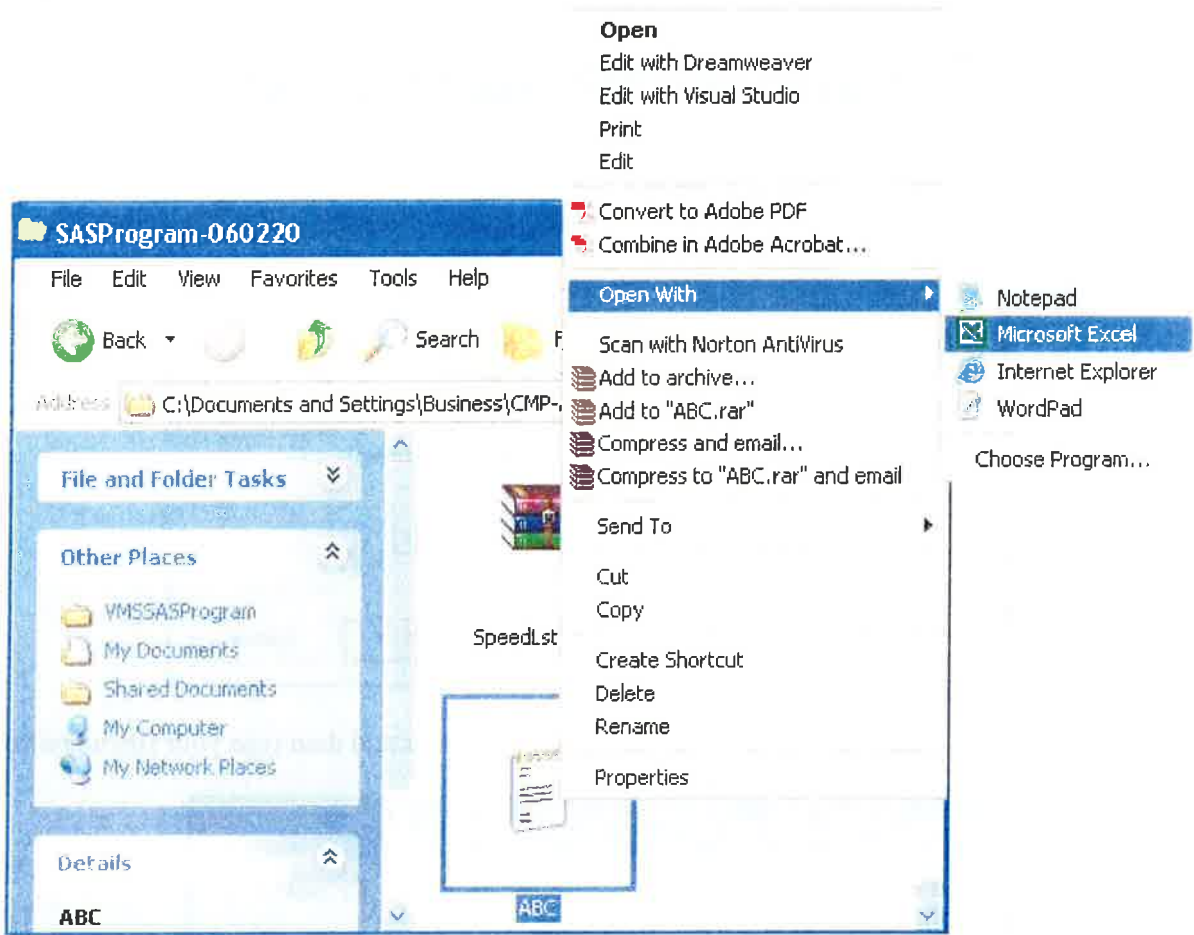 Open
Edit with Dreamweaver
Edit with Visual Studio
Print
Edit
Convert to Adobe PDF
Combine in Adobe Acrobat...
Open With
Scan with Norton AntiVirus
Add to archive...
Add to "ABC.rar"
Compress and email...
Compress to "ABC.rar" and email
Send To
Cut
Copy
Create Shortcut
Delete
Rename
Properties
Notepad
Microsoft Excel
Internet Explorer
WordPad
Choose Program...
SASProgram-060220
File Edit View Favorites Tools Help
Back Search F
Address C:\Documents and Settings\Business\CMP-
File and Folder Tasks
Other Places
VMSSASProgram
My Documents
Shared Documents
My Computer
My Network Places
Details
ABC
SpeedLst
ABC